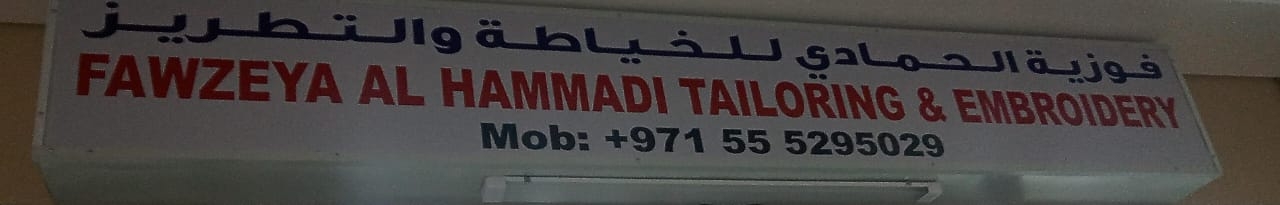 فوزية الحمادي للخياطة والتطريز
FAWZEYA AL HAMMADI TAILORING & EMBROIDERY
Mob: +971 55 5295029